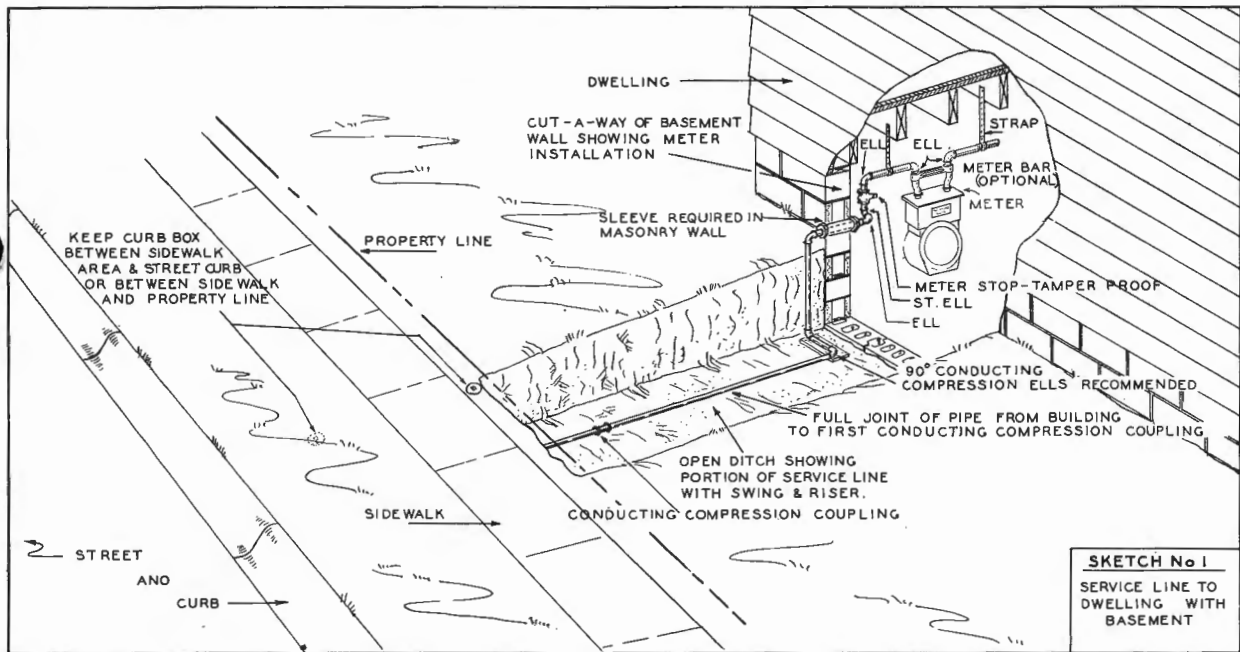 DWELLING
CUT-A-WAY OF BASEMENT
WALL SHOWING METER
INSTALLATION
STRAP
ELL
ELL
METER BAR
(OPTIONAL)
METER
SLEEVE REQUIRED IN
MASONRY WALL
KEEP CURB BOX
BETWEEN SIDEWALK
AREA & STREET CURB
OR BETWEEN SIDEWALK
AND PROPERTY LINE
PROPERTY LINE
METER STOP-TAMPER PROOF
ST. ELL
ELL
90° CONDUCTING
COMPRESSION ELLS RECOMMENDED
FULL JOINT OF PIPE FROM BUILDING
TO FIRST CONDUCTING COMPRESSION COUPLING
OPEN DITCH SHOWING
PORTION OF SERVICE LINE
WITH SWING & RISER.
CONDUCTING COMPRESSION COUPLING
SIDEWALK
STREET
ANO
CURB
SKETCH No 1
SERVICE LINE TO
DWELLING WITH
BASEMENT